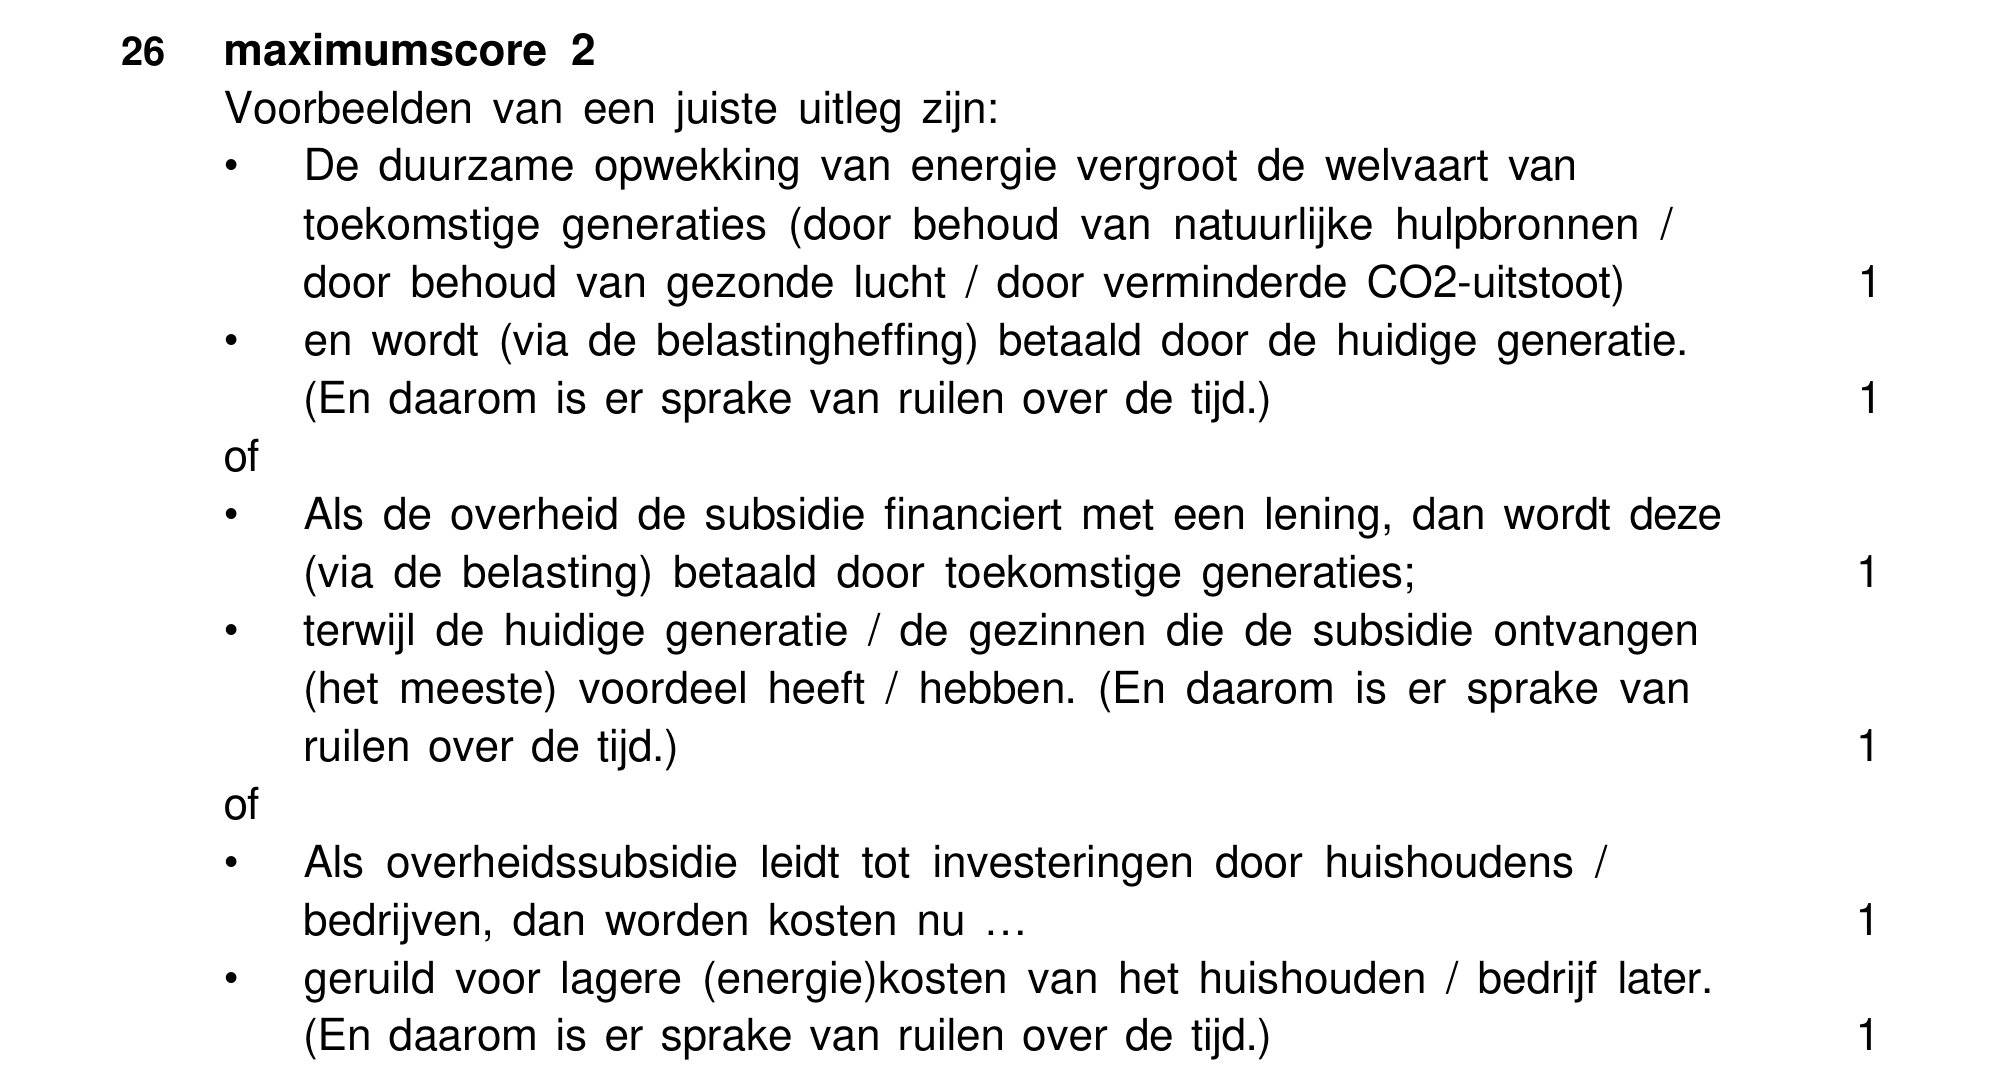 26 maximumscore 2
Voorbeelden van een juiste uitleg zijn:
• De duurzame opwekking van energie vergroot de welvaart van
toekomstige generaties (door behoud van natuurlijke hulpbronnen /
door behoud van gezonde lucht / door verminderde CO2-uitstoot) 1
• en wordt (via de belastingheffing) betaald door de huidige generatie.
(En daarom is er sprake van ruilen over de tijd.) 1
of
• Als de overheid de subsidie financiert met een lening, dan wordt deze
(via de belasting) betaald door toekomstige generaties; 1
• terwijl de huidige generatie / de gezinnen die de subsidie ontvangen
(het meeste) voordeel heeft / hebben. (En daarom is er sprake van
ruilen over de tijd.) 1
of
• Als overheidssubsidie leidt tot investeringen door huishoudens /
bedrijven, dan worden kosten nu … 1
• geruild voor lagere (energie)kosten van het huishouden / bedrijf later.
(En daarom is er sprake van ruilen over de tijd.) 1